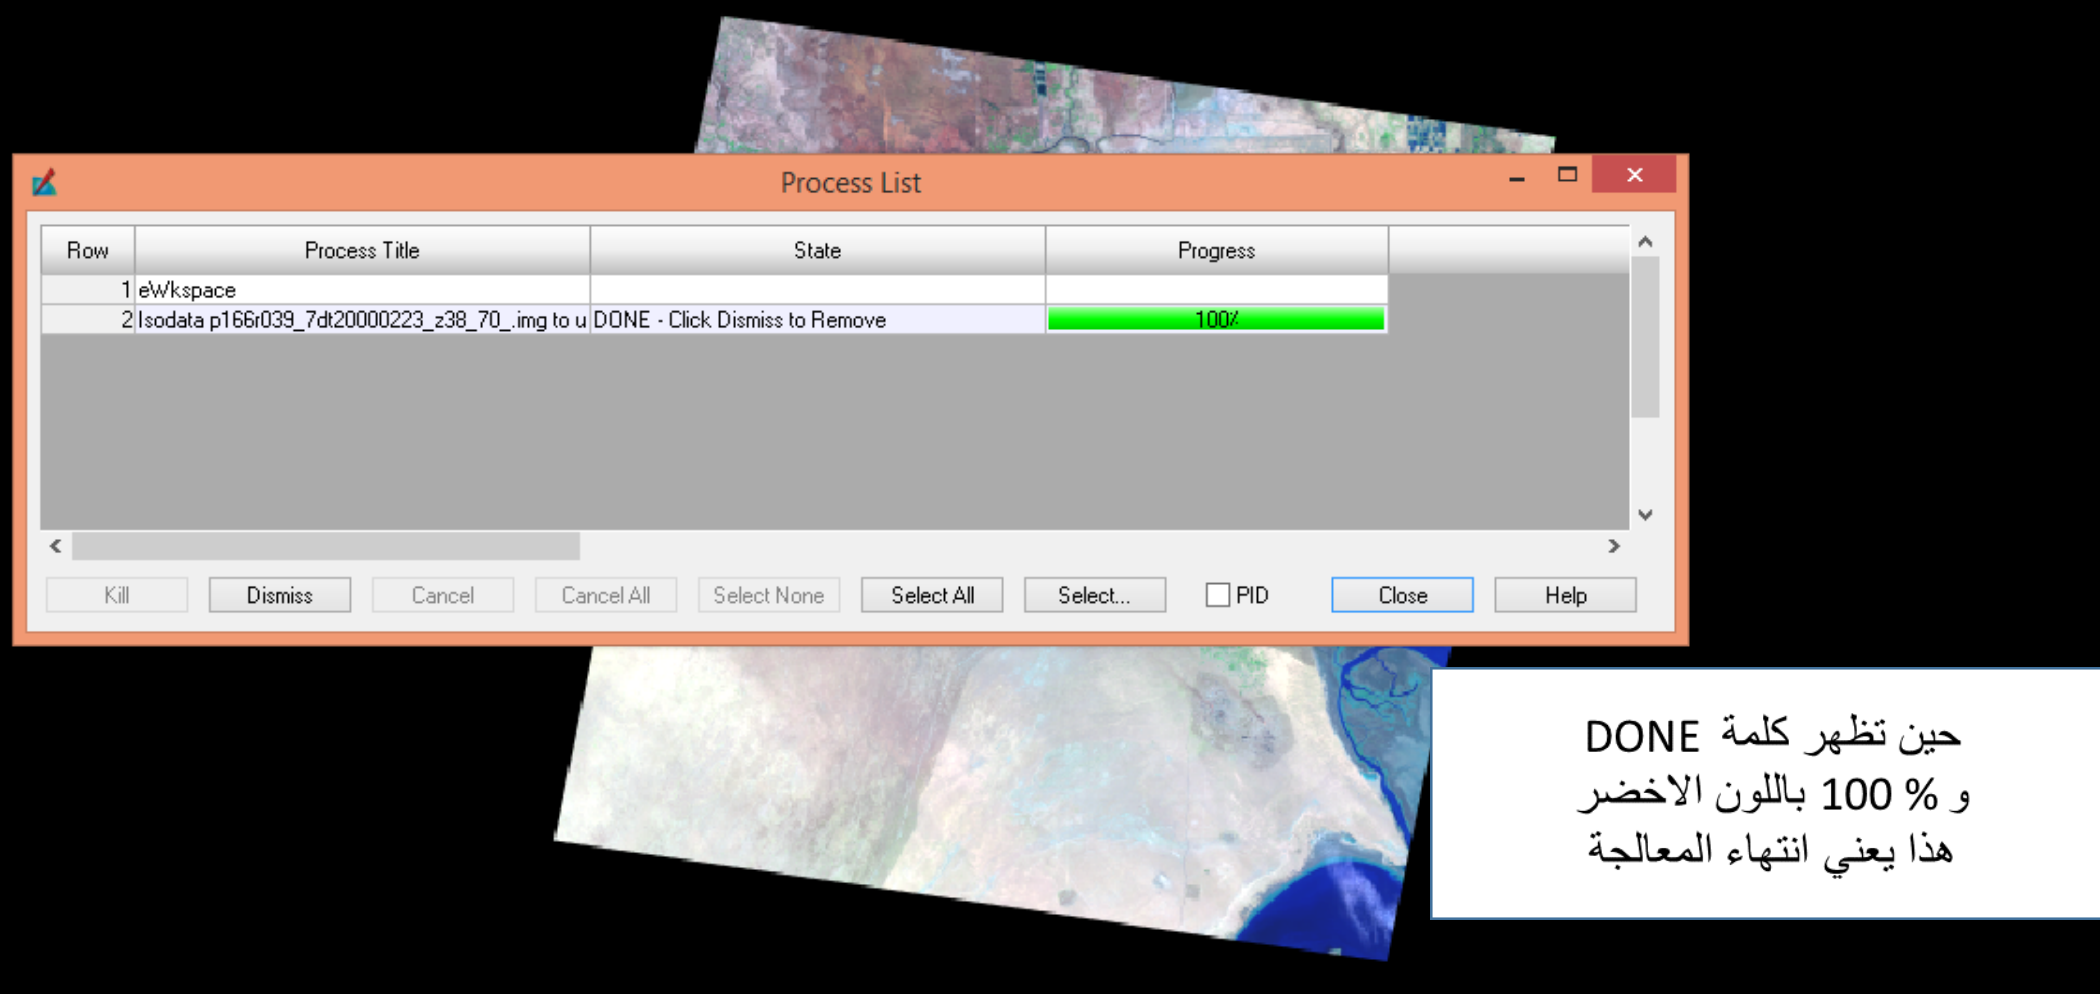 Process List
Row Process Title State Progress
1 eWkspace
2 Isodata p166r039_7dt20000223_z38_70_.img to u DONE - Click Dismiss to Remove 100%
Kill Dismiss Cancel Cancel All Select None Select All Select... PID Close Help
حين تظهر كلمة DONE
و % 100 باللون الاخضر
هذا يعني انتهاء المعالجة